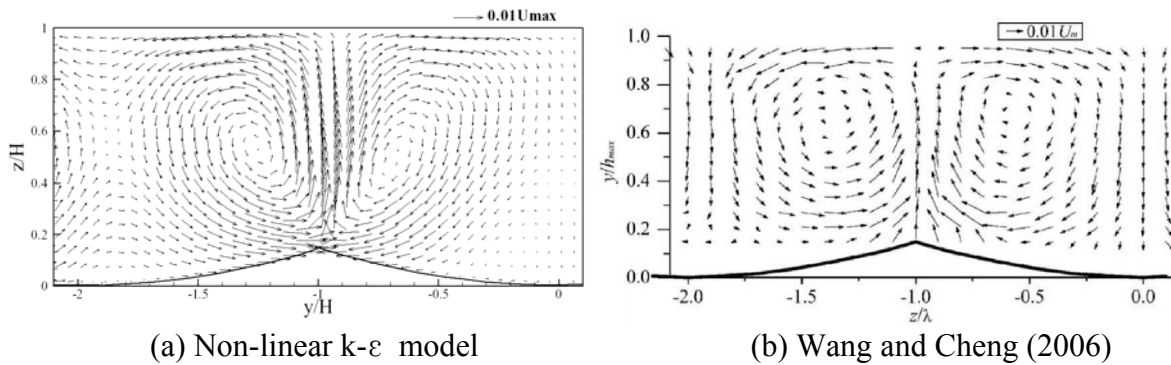 0.01Umax
1
0.8
0.6
0.4
0.2
0
z/H
-2
-1.5
-1
-0.5
0
y/H
(a) Non-linear k-ε model
0.01Um
1.0
0.8
0.6
0.4
0.2
0.0
y/hmax
-2.0
-1.5
-1.0
-0.5
0.0
z/λ
(b) Wang and Cheng (2006)